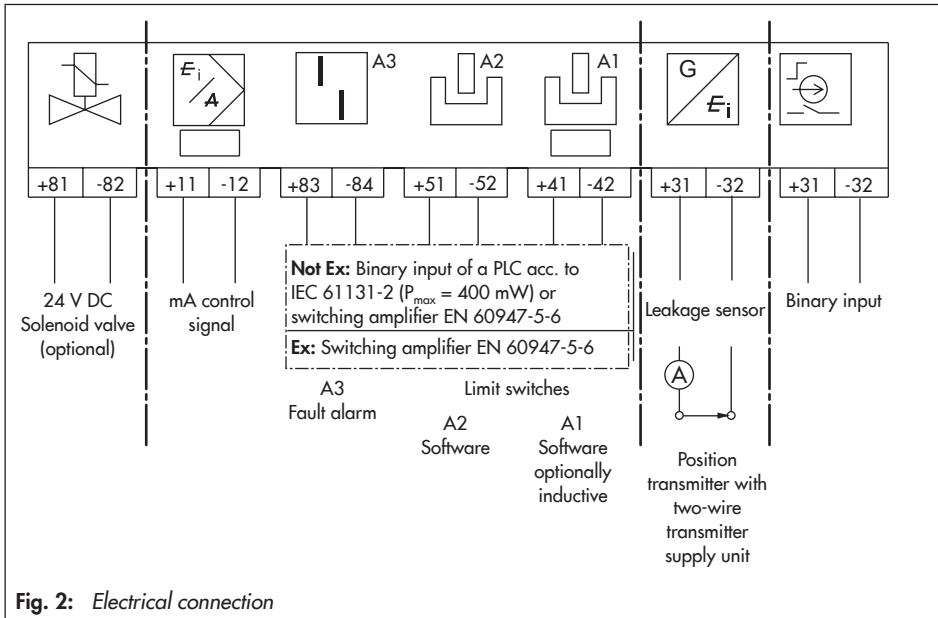 A3
A2
A1
G
E i
A
E i
+81 -82 +11 -12 +83 -84 +51 -52 +41 -42 +31 -32 +31 -32
24 V DC
Solenoid valve
(optional)
mA control
signal
Not Ex: Binary input of a PLC acc. to
IEC 61131-2 (Pmax = 400 mW) or
switching amplifier EN 60947-5-6
Ex: Switching amplifier EN 60947-5-6
Leakage sensor
Binary input
A
A3
Fault alarm
Limit switches
A2
Software
A1
Software
optionally
inductive
Position
transmitter with
two-wire
transmitter
supply unit
Fig. 2: Electrical connection